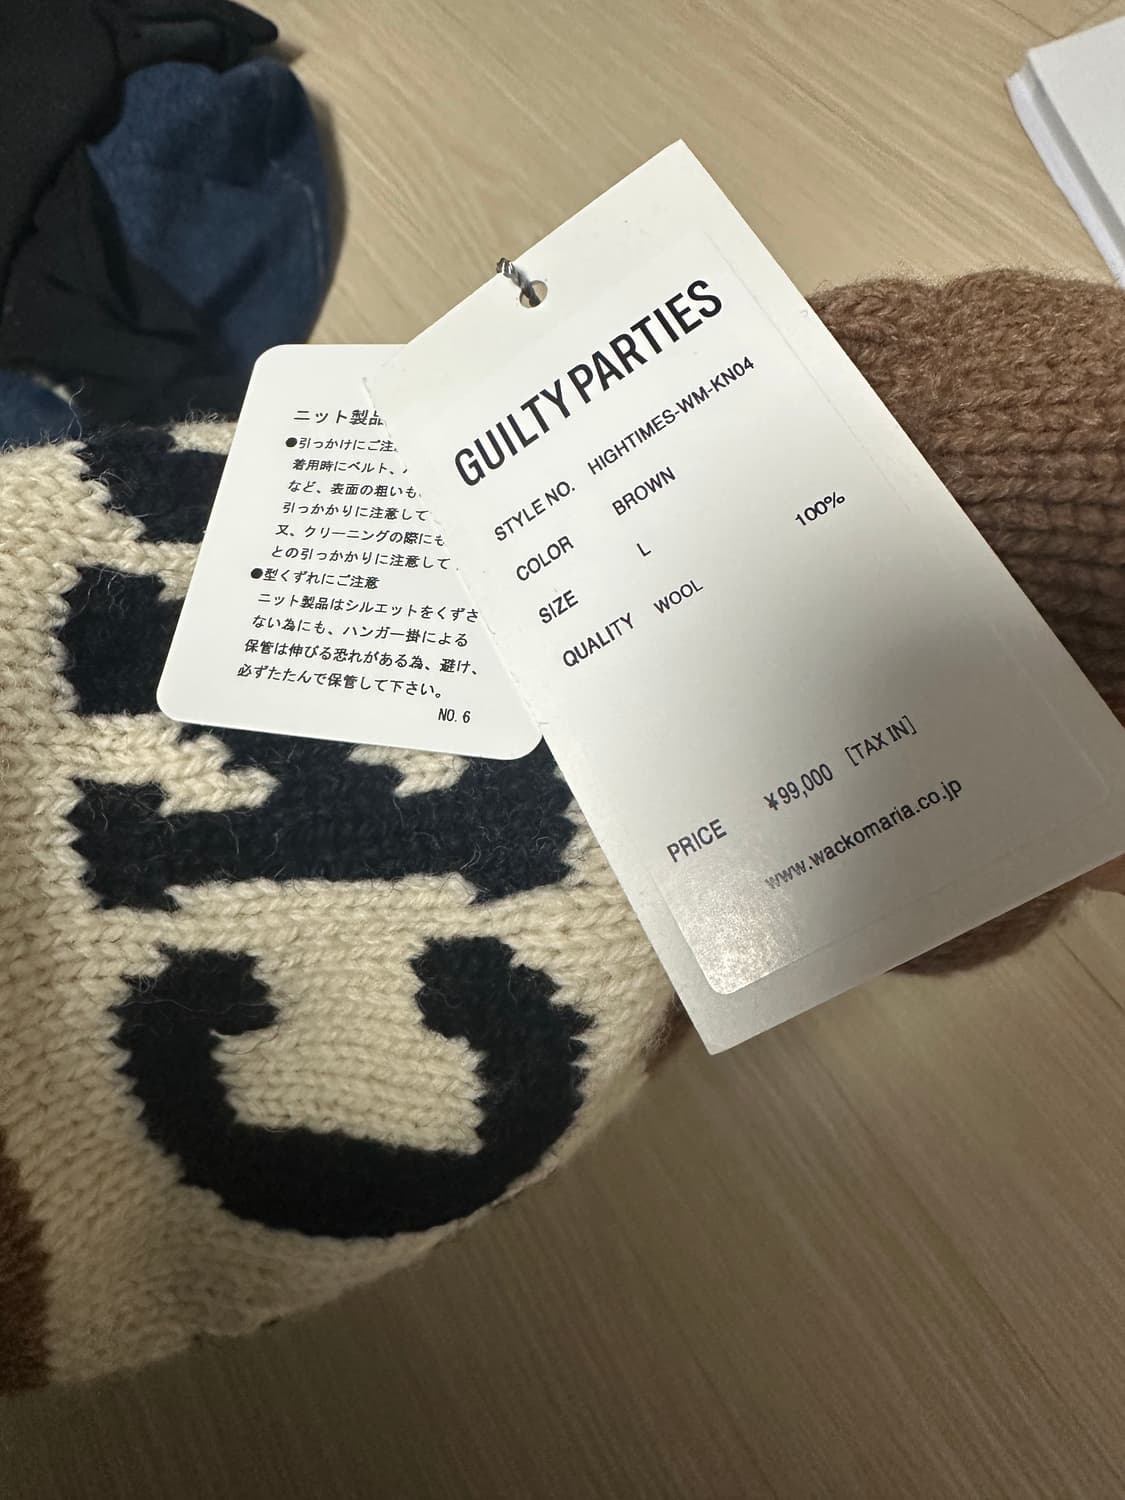 GUILTY PARTIES
STYLE NO. HIGHTIMES-WM-KN04
COLOR BROWN
SIZE L
QUALITY WOOL 100%
PRICE ¥99,000 [TAX IN]
www.wackomaria.co.jp
ニット製品
●引っかけにご注
着用時にベルト、
など、表面の粗いも
引っかかりに注意して
又、クリーニングの際にも
との引っかかりに注意して
●型くずれにご注意
ニット製品はシルエットをくずさ
ない為にも、ハンガー掛による
保管は伸びる恐れがある為、避け、
必ずたたんで保管して下さい。
NO. 6